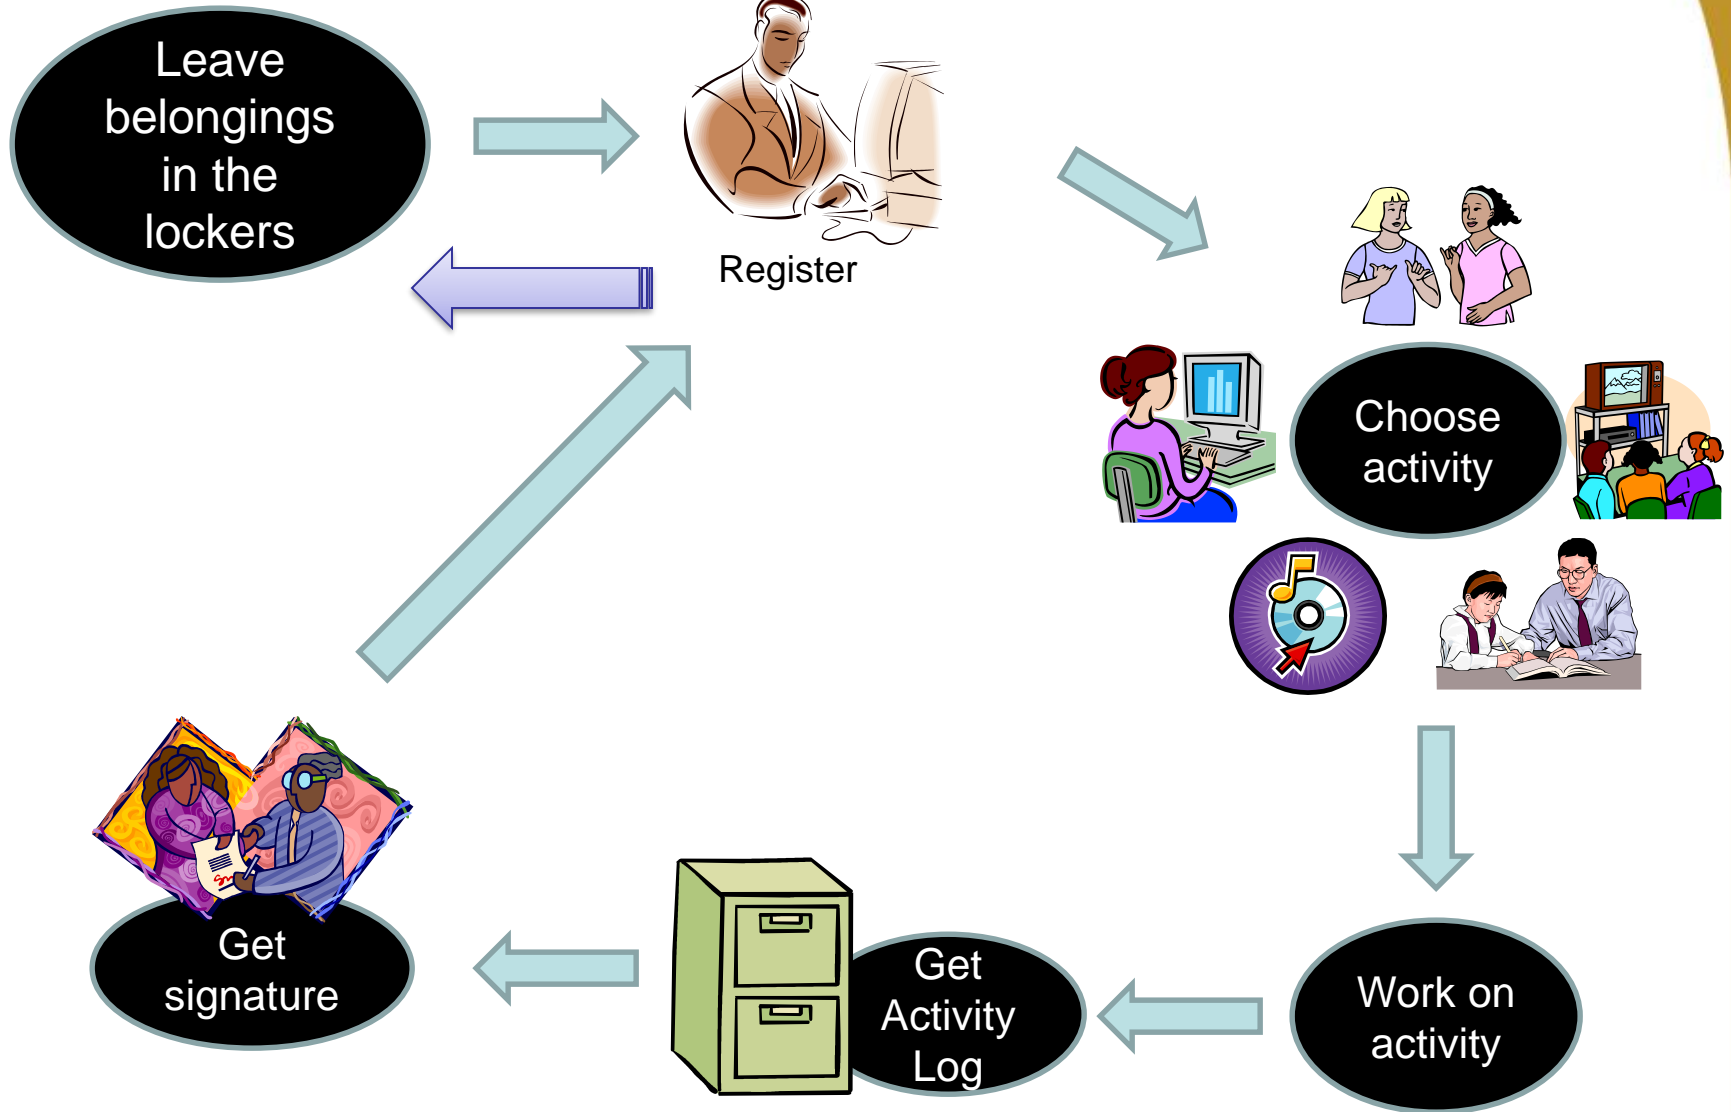 Leave
belongings
in the
lockers
Register
Choose
activity
Work on
activity
Get
Activity
Log
Get
signature